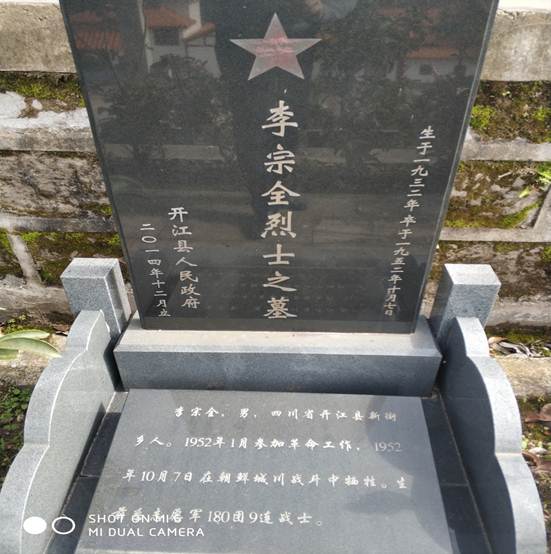 生于一九三二年卒于一九五二年十月七日
李宗全烈士之墓
开江县人民政府
二〇一四年十二月立
李宗全，男，四川省开江县新街
乡人。1952年1月参加革命工作，1952
年10月7日在朝鲜城川战斗中牺牲。生
军180团9连战士。
SHOT ON MI 6X
MI DUAL CAMERA